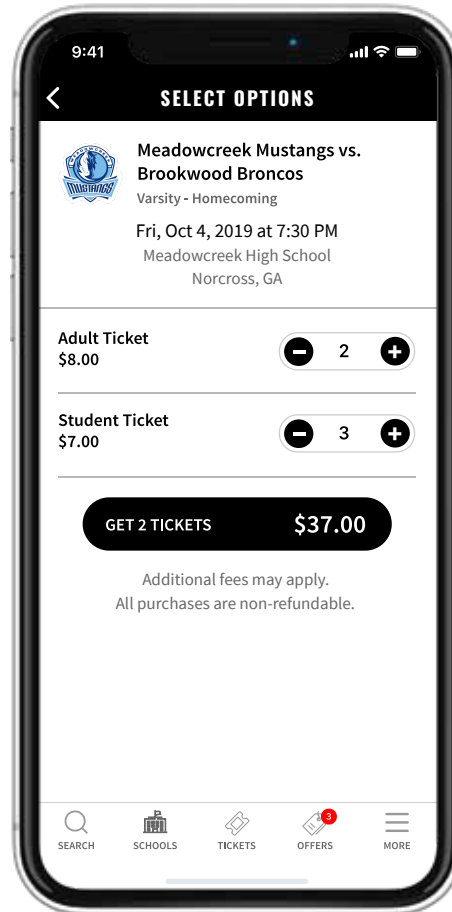 9:41
SELECT OPTIONS
MEADOWCREEK
MUSTANGS
Meadowcreek Mustangs vs.
Brookwood Broncos
Varsity - Homecoming
Fri, Oct 4, 2019 at 7:30 PM
Meadowcreek High School
Norcross, GA
Adult Ticket
$8.00
2
Student Ticket
$7.00
3
GET 2 TICKETS $37.00
Additional fees may apply.
All purchases are non-refundable.
3
SEARCH SCHOOLS TICKETS OFFERS MORE